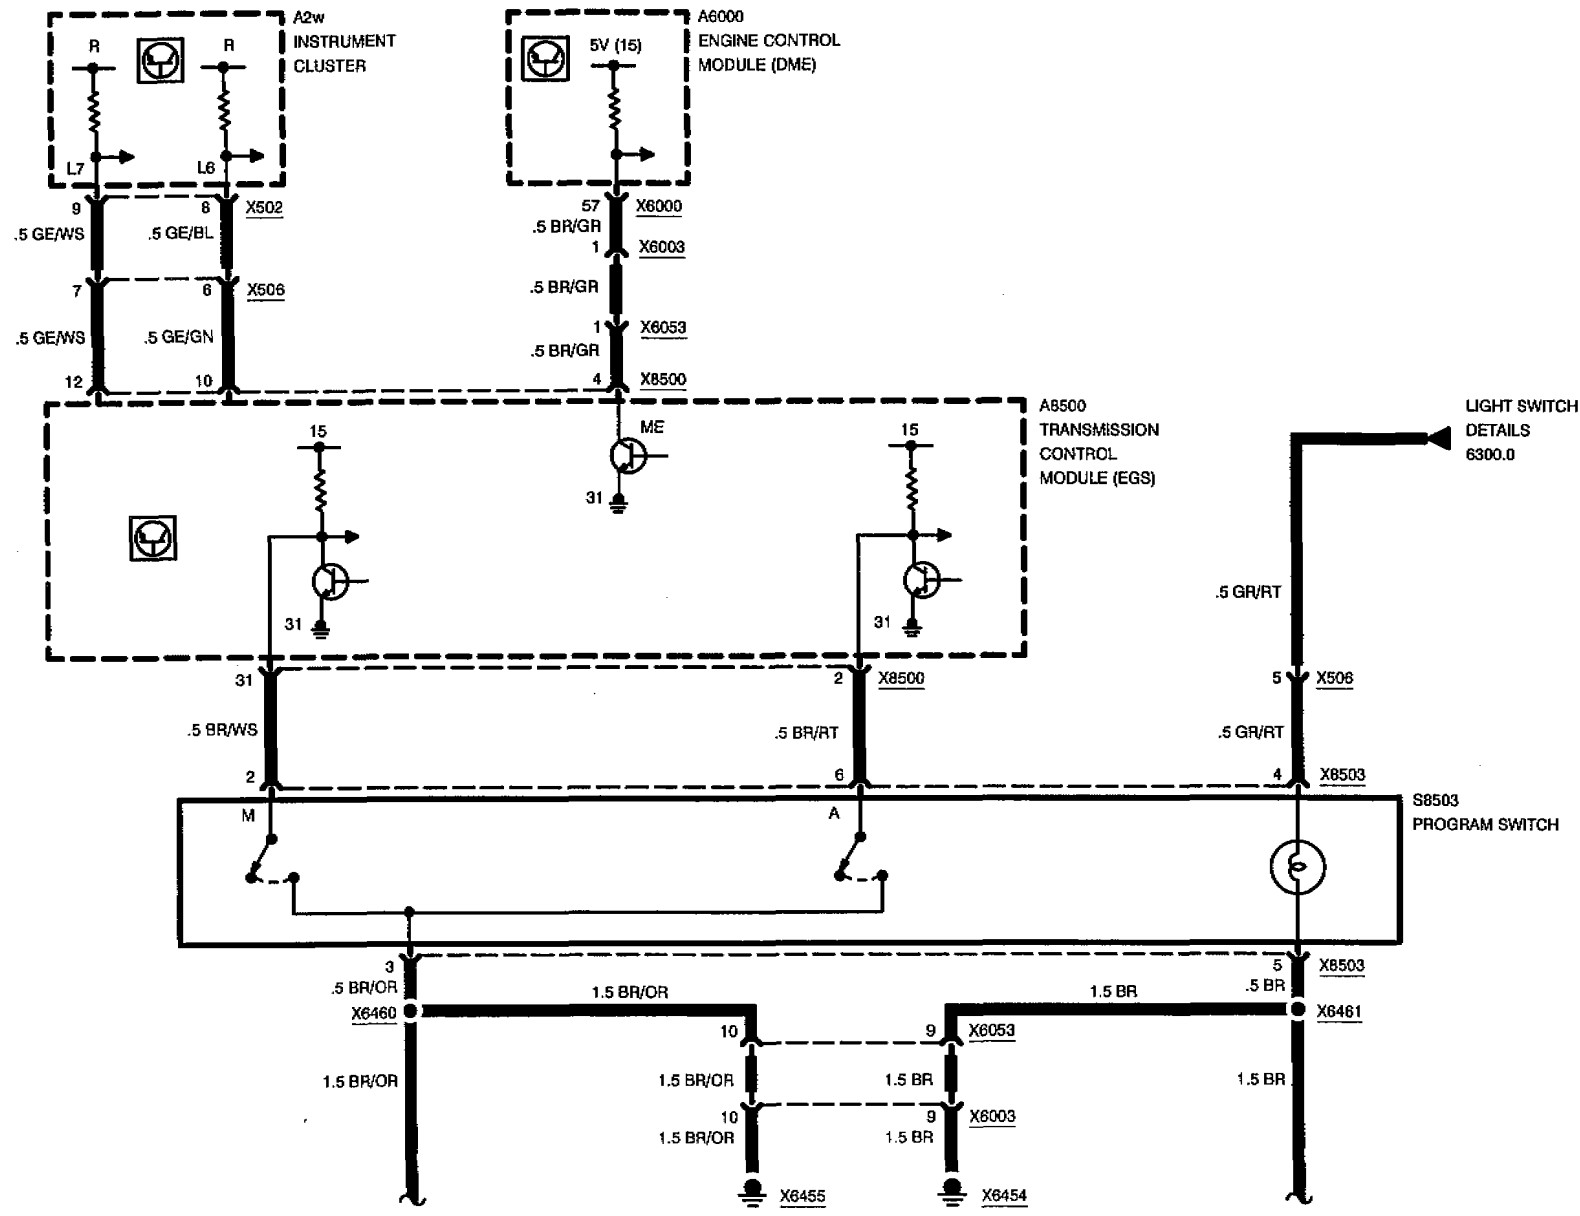 A2w
INSTRUMENT
CLUSTER
R
R
L7
L6
A6000
ENGINE CONTROL
MODULE (DME)
5V (15)
9
8
X502
.5 GE/WS
.5 GE/BL
7
6
X506
.5 GE/WS
.5 GE/GN
12
10
57
X6000
.5 BR/GR
1
X6003
.5 BR/GR
1
X6053
.5 BR/GR
4
X8500
A8500
TRANSMISSION
CONTROL
MODULE (EGS)
15
31
ME
31
15
31
LIGHT SWITCH
DETAILS
6300.0
.5 GR/RT
31
2
X8500
5
X506
.5 BR/WS
.5 BR/RT
.5 GR/RT
2
6
4
X8503
S8503
PROGRAM SWITCH
M
A
3
5
X8503
.5 BR/OR
.5 BR
X6460
1.5 BR/OR
1.5 BR
X6461
10
9
X6053
1.5 BR/OR
1.5 BR/OR
1.5 BR
1.5 BR
10
9
X6003
1.5 BR/OR
1.5 BR
X6455
X6454